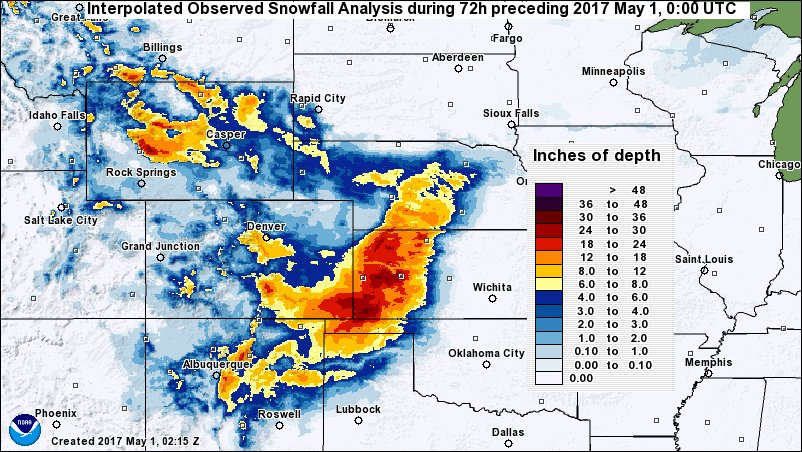 Interpolated Observed Snowfall Analysis during 72h preceding 2017 May 1, 0:00 UTC
Great Falls
Bismarck
Fargo
Billings
Aberdeen
Minneapolis
Rapid City
Idaho Falls
Sioux Falls
Casper
Inches of depth
Chicago
Rock Springs
> 48
36 to 48
Salt Lake City
30 to 36
Denver
24 to 30
Grand Junction
18 to 24
12 to 18
Saint Louis
8.0 to 12
Wichita
6.0 to 8.0
4.0 to 6.0
3.0 to 4.0
2.0 to 3.0
1.0 to 2.0
Oklahoma City
0.10 to 1.0
Albuquerque
Memphis
0.00 to 0.10
0.00
Phoenix
Roswell
Lubbock
NOAA
Dallas
Created 2017 May 1, 02:15 Z